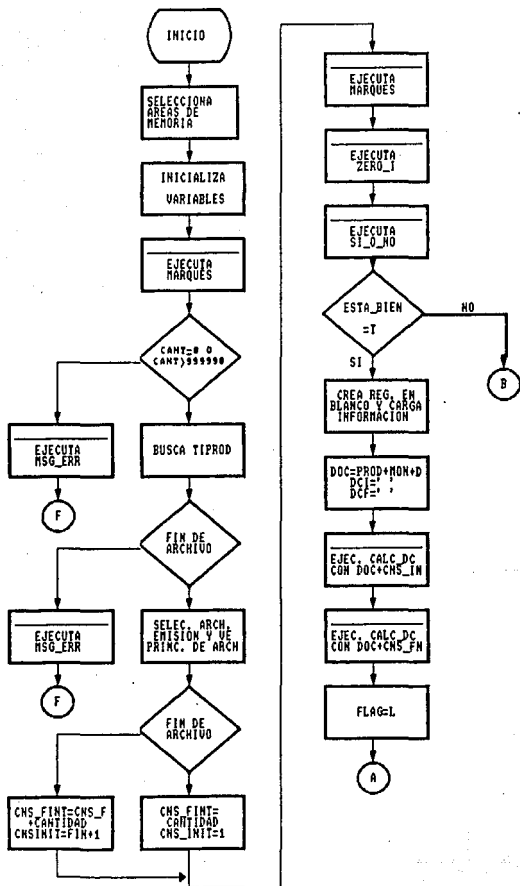 INICIO
SELECCIONA
AREAS DE
MEMORIA
INICIALIZA
VARIABLES
EJECUTA
MARQUES
CANT=0 O
CANT>999990
EJECUTA
MSG_ERR
BUSCA TIPROD
F
FIN DE
ARCHIVO
EJECUTA
MSG_ERR
SELEC. ARCH.
EMISION Y VE
PRINC. DE ARCH
F
FIN DE
ARCHIVO
CNS_FINT=CNS_F
+CANTIDAD
CNSINIT=FIN+1
CNS_FINT=
CANTIDAD
CNS_INIT=1
EJECUTA
MARQUES
EJECUTA
ZERO_I
EJECUTA
SI_O_NO
ESTA_BIEN
=T
NO
SI
B
CREA REG. EN
BLANCO Y CARGA
INFORMACION
DOC=PROD+MON+D
DCI=' '
DCF=' '
EJEC. CALC_DC
CON DOC+CNS_IN
EJEC. CALC_DC
CON DOC+CNS_FN
FLAG=L
A